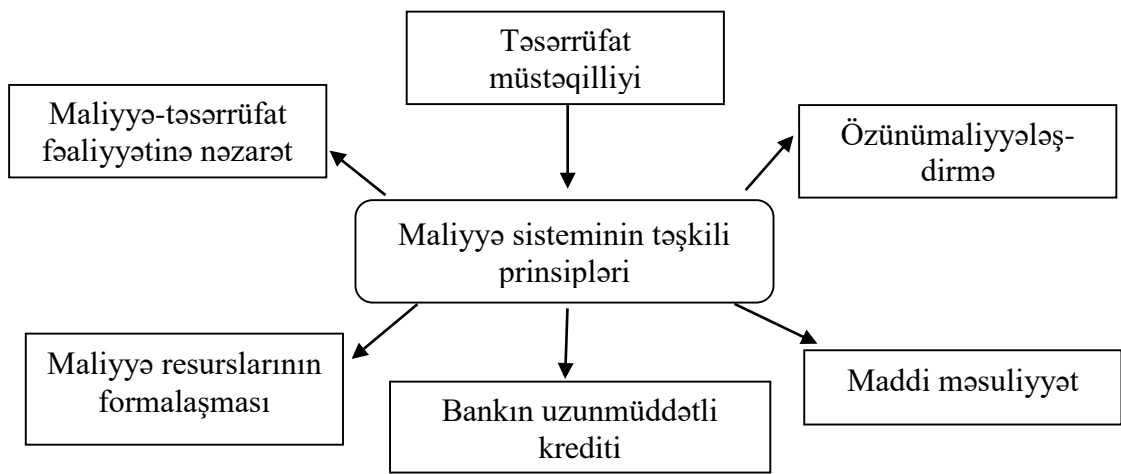 Təsərrüfat
müstəqilliyi
Maliyyə-təsərrüfat
fəaliyyətinə nəzarət
Özünümaliyyələş-
dirmə
Maliyyə sisteminin təşkili
prinsipləri
Maliyyə resurslarının
formalaşması
Bankın uzunmüddətli
krediti
Maddi məsuliyyət